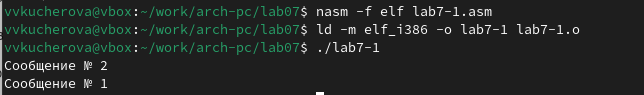 vvkucherova@vbox:~/work/arch-pc/lab07$ nasm -f elf lab7-1.asm
vvkucherova@vbox:~/work/arch-pc/lab07$ ld -m elf_i386 -o lab7-1 lab7-1.o
vvkucherova@vbox:~/work/arch-pc/lab07$ ./lab7-1
Сообщение № 2
Сообщение № 1